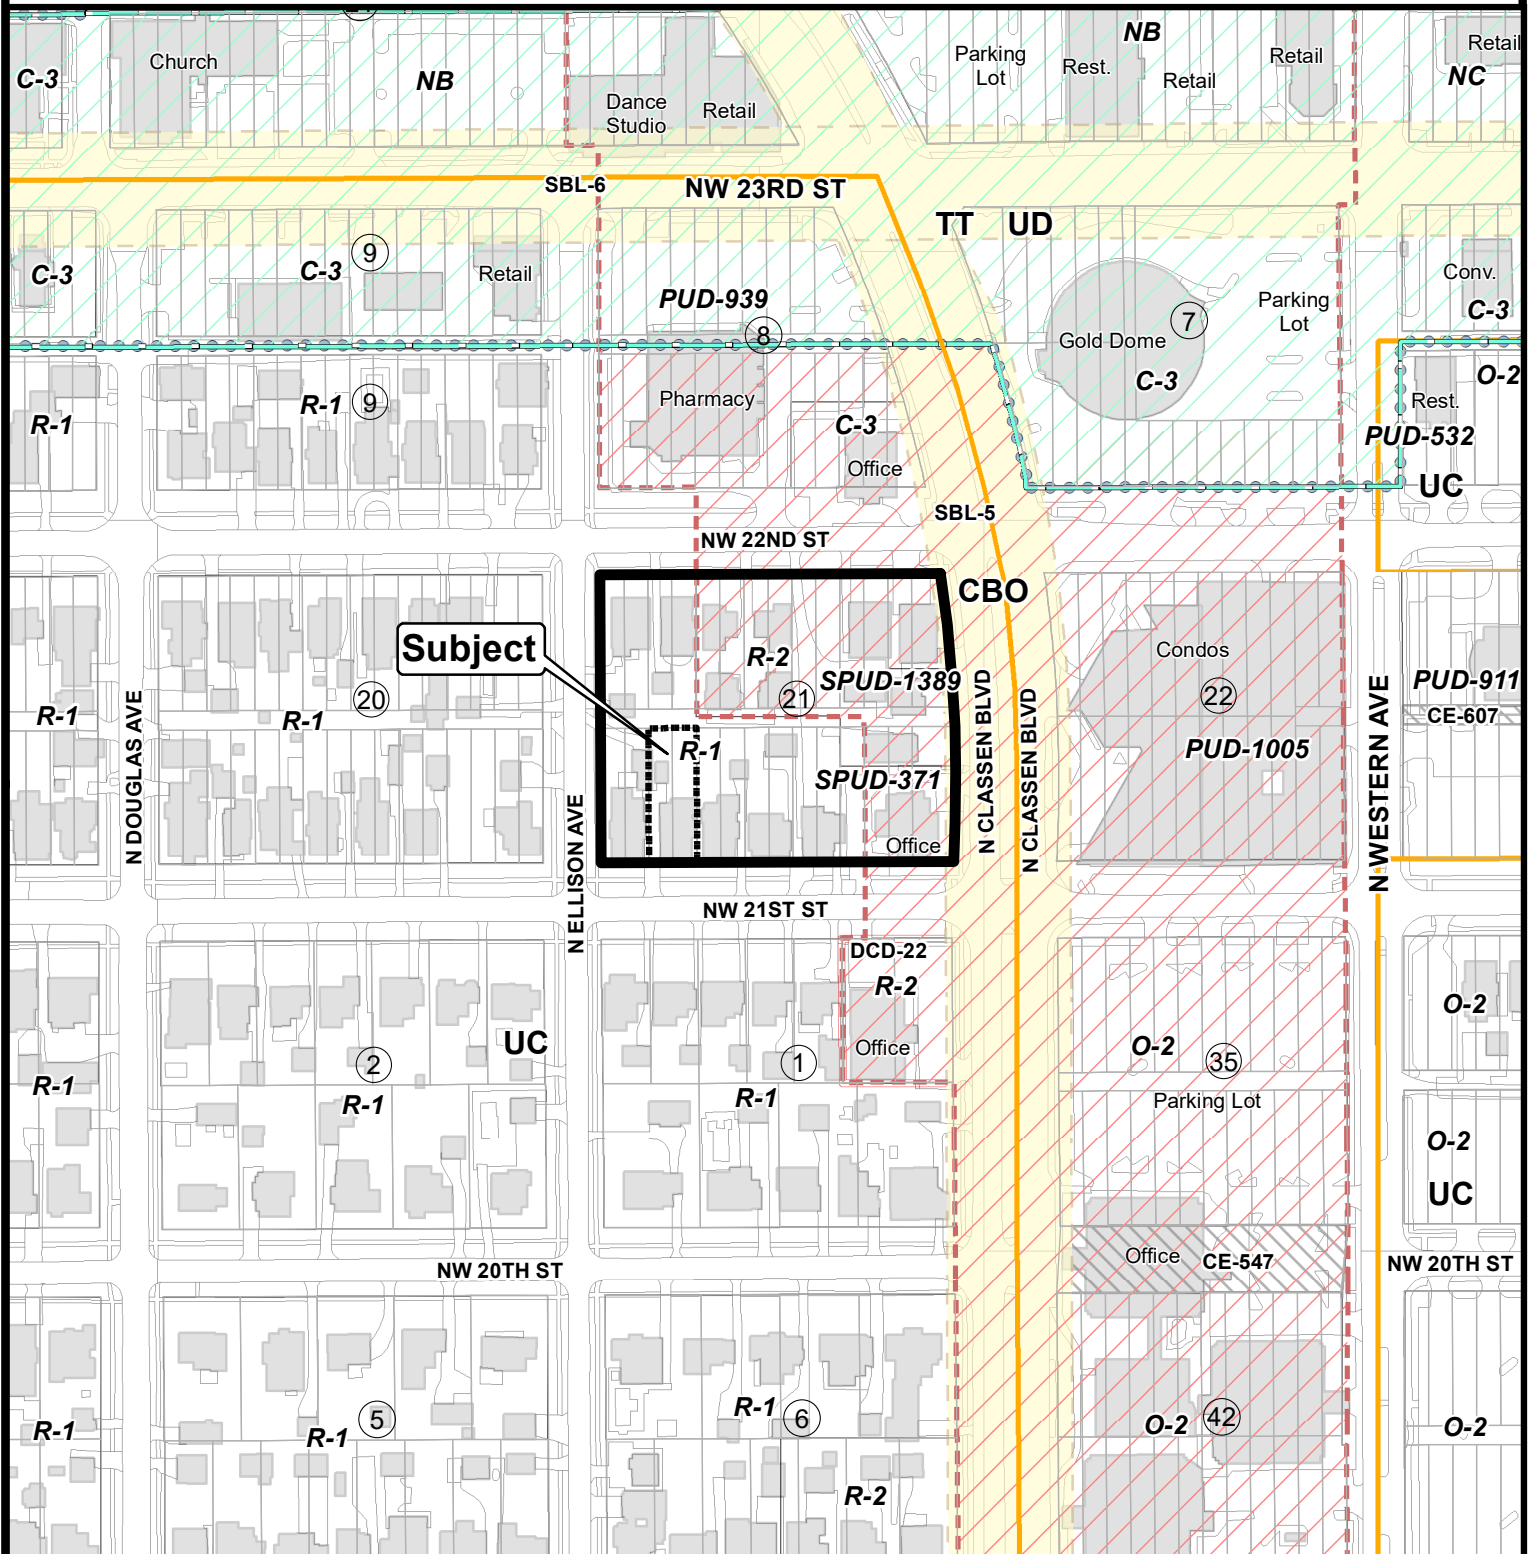 NB
Retail
Parking
Lot
Rest.
Retail
Retail
NC
C-3
Church
NB
Dance
Studio
Retail
SBL-6
NW 23RD ST
TT
UD
C-3
9
C-3
Retail
PUD-939
8
Gold Dome
7
Parking
Lot
C-3
Conv.
C-3
O-2
R-1
R-1
9
Pharmacy
C-3
Office
Rest.
PUD-532
UC
SBL-5
NW 22ND ST
CBO
Subject
R-2
SPUD-1389
21
R-1
SPUD-371
Office
R-1
20
R-1
N DOUGLAS AVE
N ELLISON AVE
N CLASSEN BLVD
N CLASSEN BLVD
Condos
22
PUD-1005
N WESTERN AVE
PUD-911
CE-607
NW 21ST ST
DCD-22
R-2
Office
UC
2
R-1
R-1
1
R-1
O-2
35
Parking Lot
O-2
O-2
UC
NW 20TH ST
Office
CE-547
NW 20TH ST
R-1
5
R-1
R-1
6
R-2
O-2
42
O-2